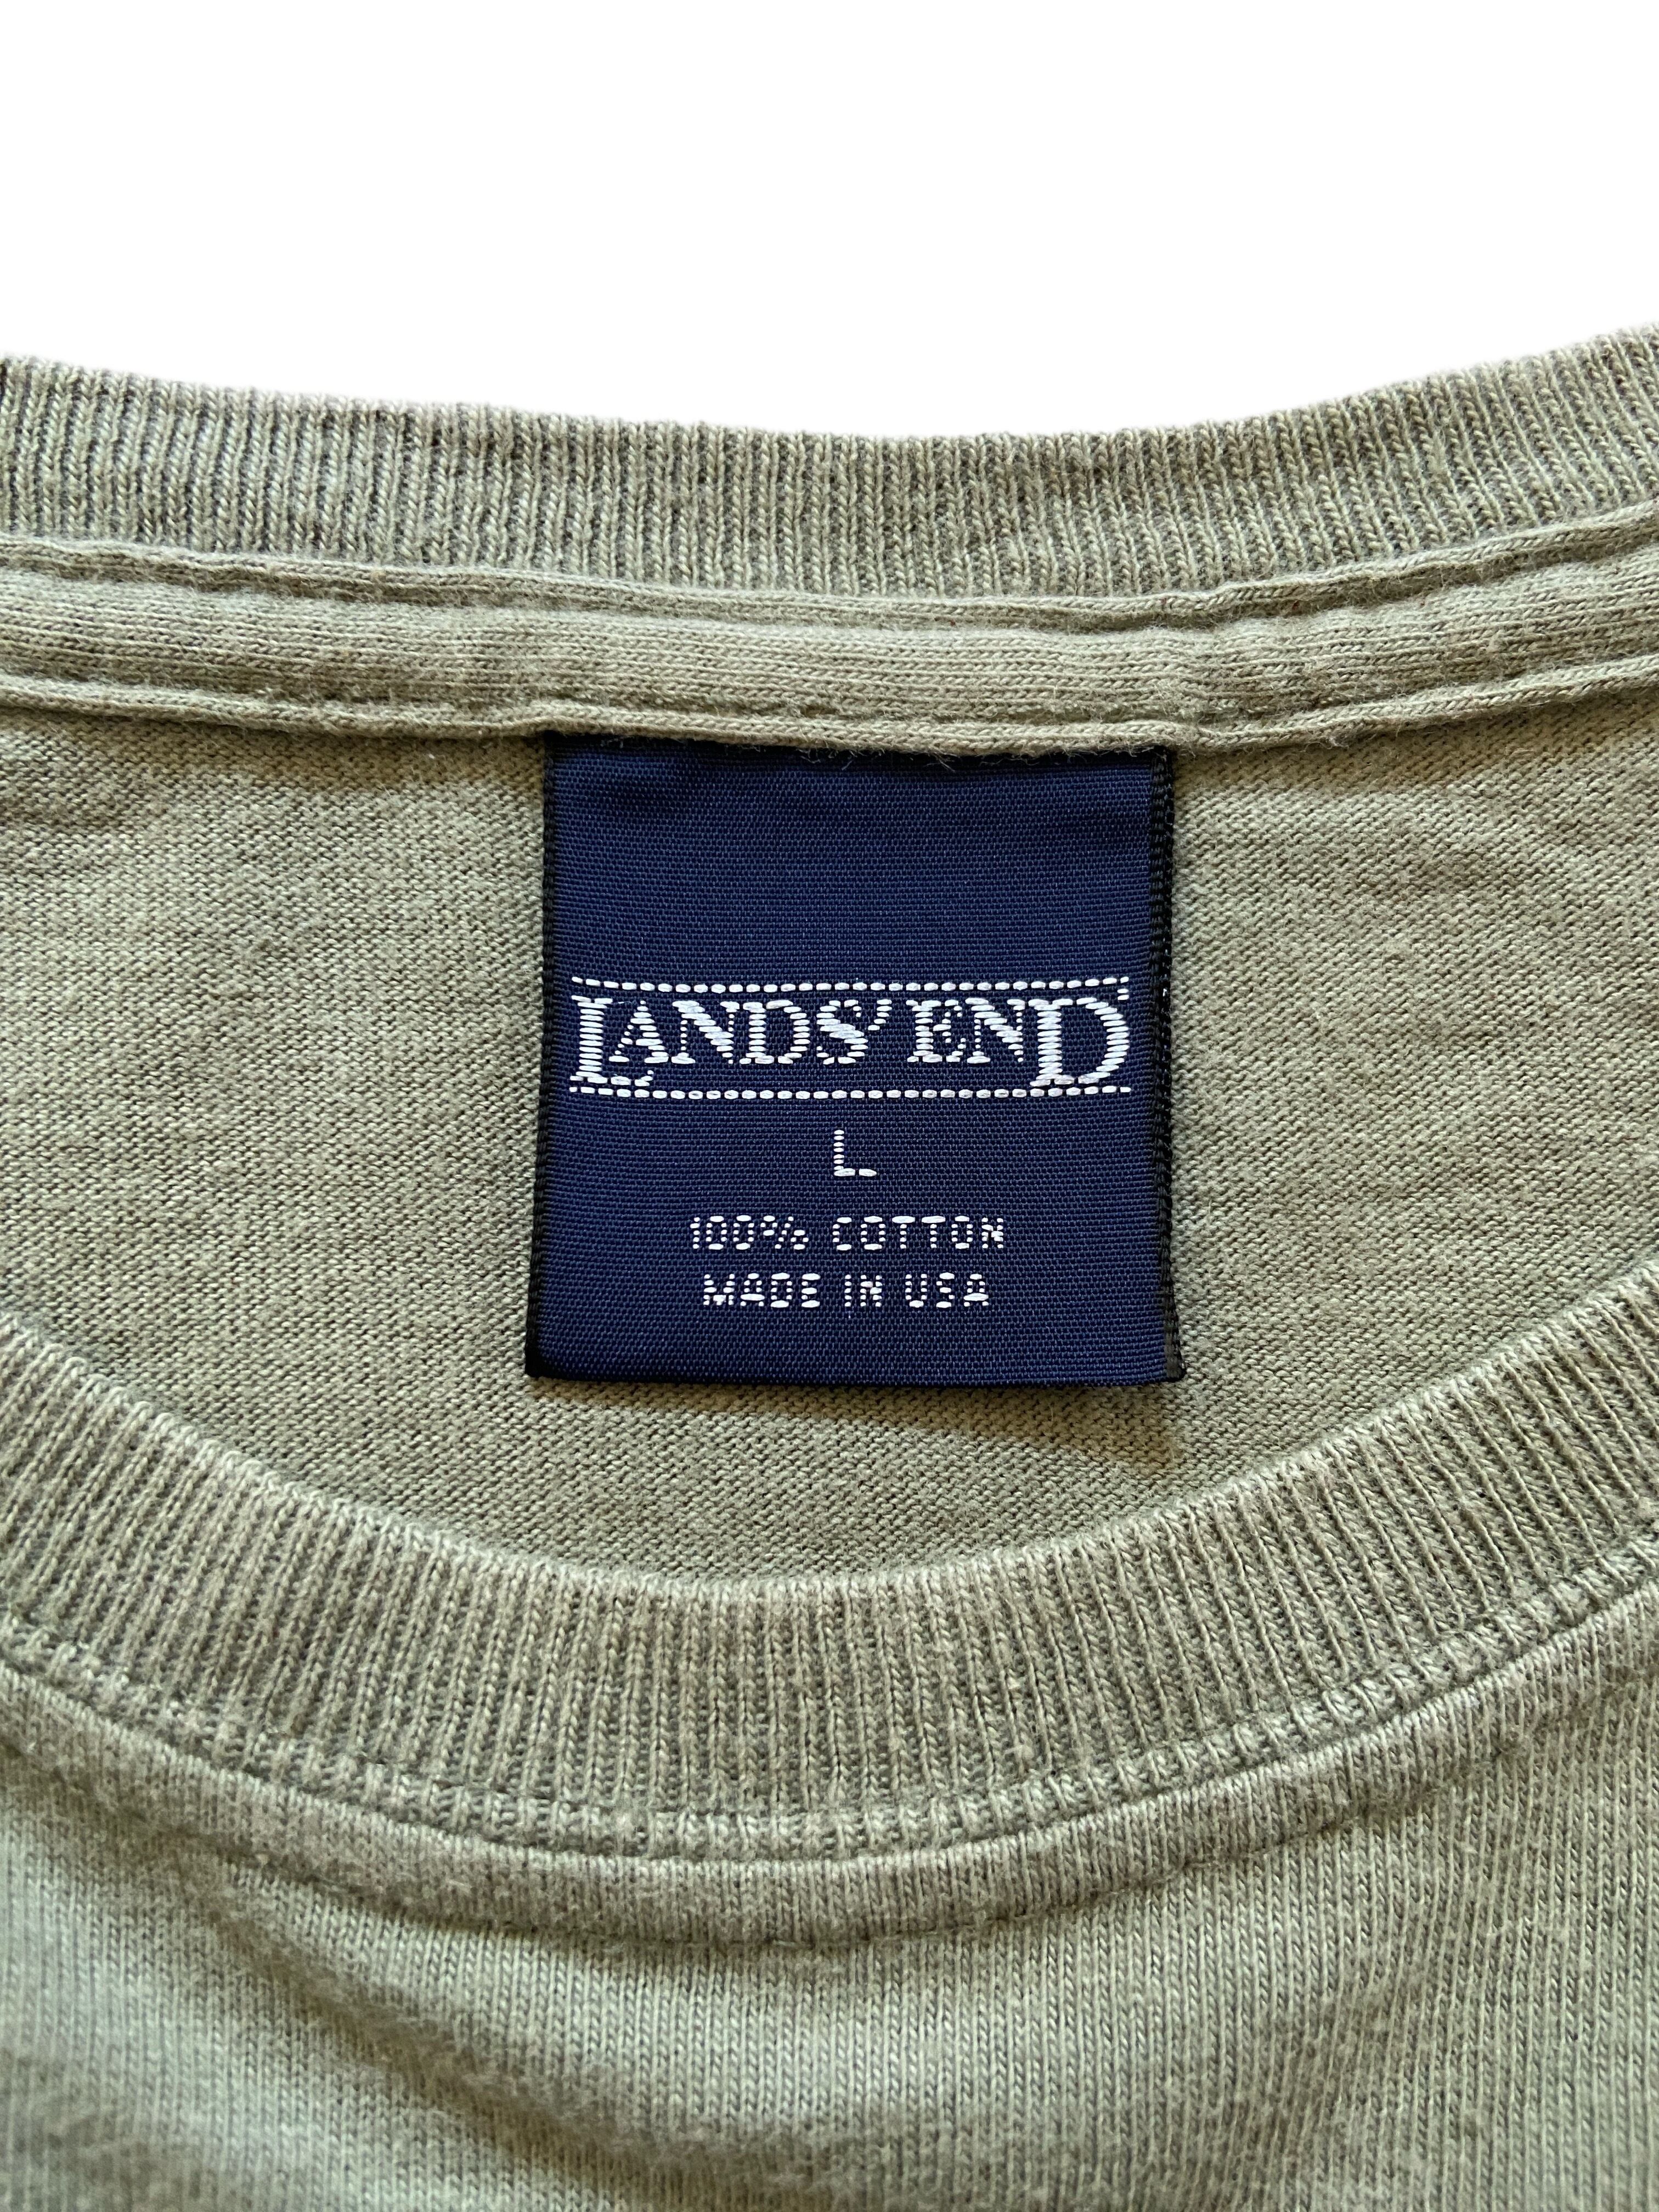 LANDS' END
L
100% COTTON
MADE IN USA